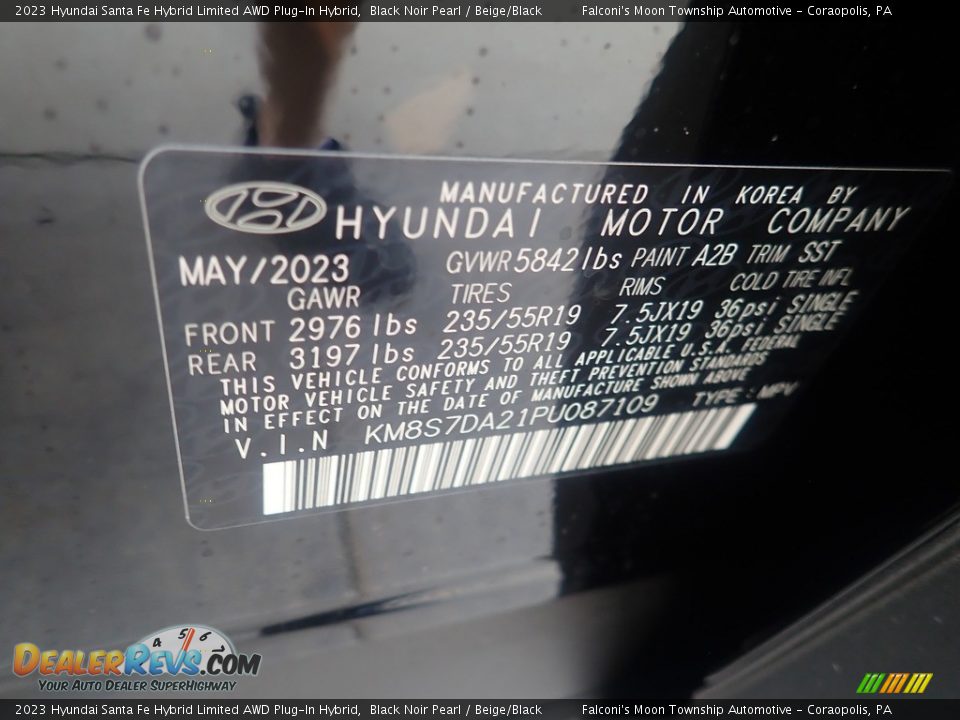 2023 Hyundai Santa Fe Hybrid Limited AWD Plug-In Hybrid, Black Noir Pearl / Beige/Black Falconi's Moon Township Automotive - Coraopolis, PA
MANUFACTURED IN KOREA BY
HYUNDAI MOTOR COMPANY
MAY/2023 GVWR 5842 lbs PAINT A2B TRIM SST
GAWR TIRES RIMS COLD TIRE INFL
FRONT 2976 lbs 235/55R19 7.5JX19 36psi SINGLE
REAR 3197 lbs 235/55R19 7.5JX19 36psi SINGLE
THIS VEHICLE CONFORMS TO ALL APPLICABLE U.S.A. FEDERAL
MOTOR VEHICLE SAFETY AND THEFT PREVENTION STANDARDS
IN EFFECT ON THE DATE OF MANUFACTURE SHOWN ABOVE
V.I.N KM8S7DA21PU087109 TYPE : MPV
4 5 6 7
DEALERREVS.COM
YOUR AUTO DEALER SUPERHIGHWAY
2023 Hyundai Santa Fe Hybrid Limited AWD Plug-In Hybrid, Black Noir Pearl / Beige/Black Falconi's Moon Township Automotive - Coraopolis, PA